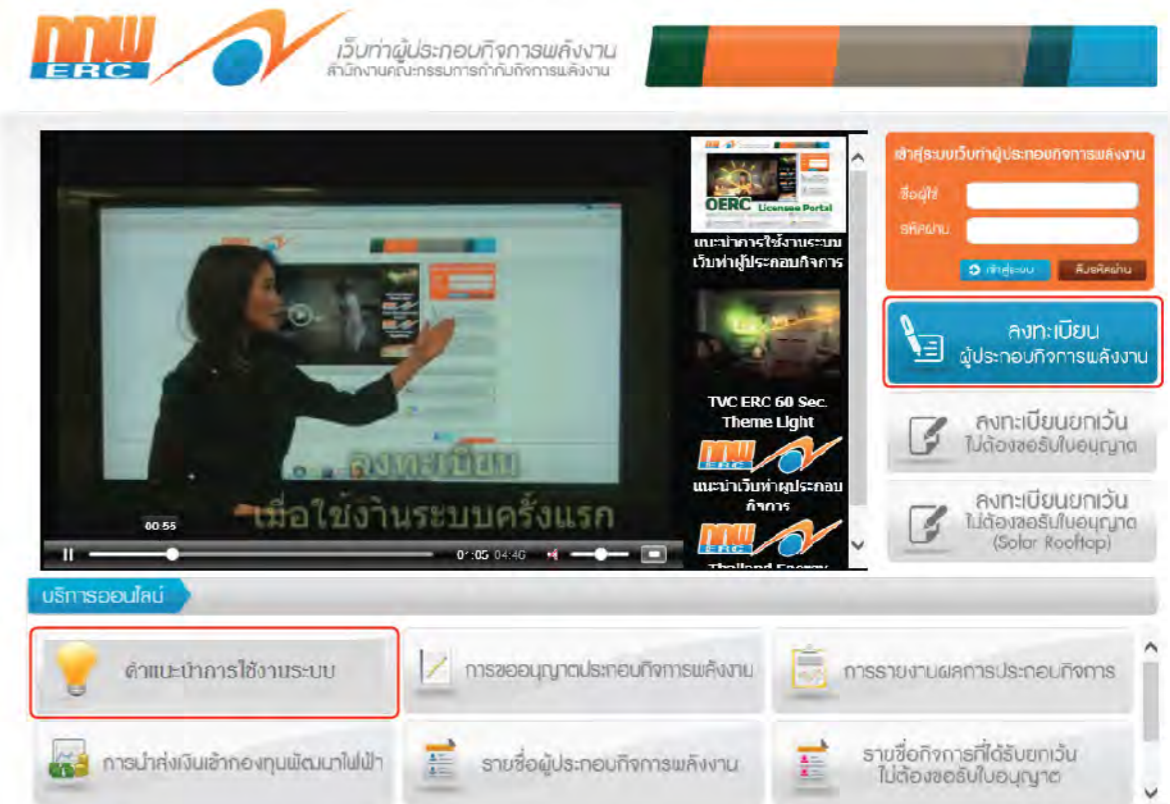 กกพ
ERC
เว็บท่าผู้ประกอบกิจการพลังงาน
สำนักงานคณะกรรมการกำกับกิจการพลังงาน
OERC Licensee Portal
แนะนำการใช้งานระบบ
เว็บท่าผู้ประกอบกิจการ
TVC ERC 60 Sec.
Theme Light
กกพ
ERC
แนะนำเว็บท่าผู้ประกอบ
กิจการ
กกพ
ERC
Thailand Energy
ลงทะเบียน
เมื่อใช้งานระบบครั้งแรก
00:55
01:05 04:46
เข้าสู่ระบบเว็บท่าผู้ประกอบกิจการพลังงาน
ชื่อผู้ใช้
รหัสผ่าน
เข้าสู่ระบบ
ลืมรหัสผ่าน
ลงทะเบียน
ผู้ประกอบกิจการพลังงาน
ลงทะเบียนยกเว้น
ไม่ต้องขอรับใบอนุญาต
ลงทะเบียนยกเว้น
ไม่ต้องขอรับใบอนุญาต
(Solar Rooftop)
บริการออนไลน์
คำแนะนำการใช้งานระบบ
การขออนุญาตประกอบกิจการพลังงาน
การรายงานผลการประกอบกิจการ
การนำส่งเงินเข้ากองทุนพัฒนาไฟฟ้า
รายชื่อผู้ประกอบกิจการพลังงาน
รายชื่อกิจการที่ได้รับยกเว้น
ไม่ต้องขอรับใบอนุญาต